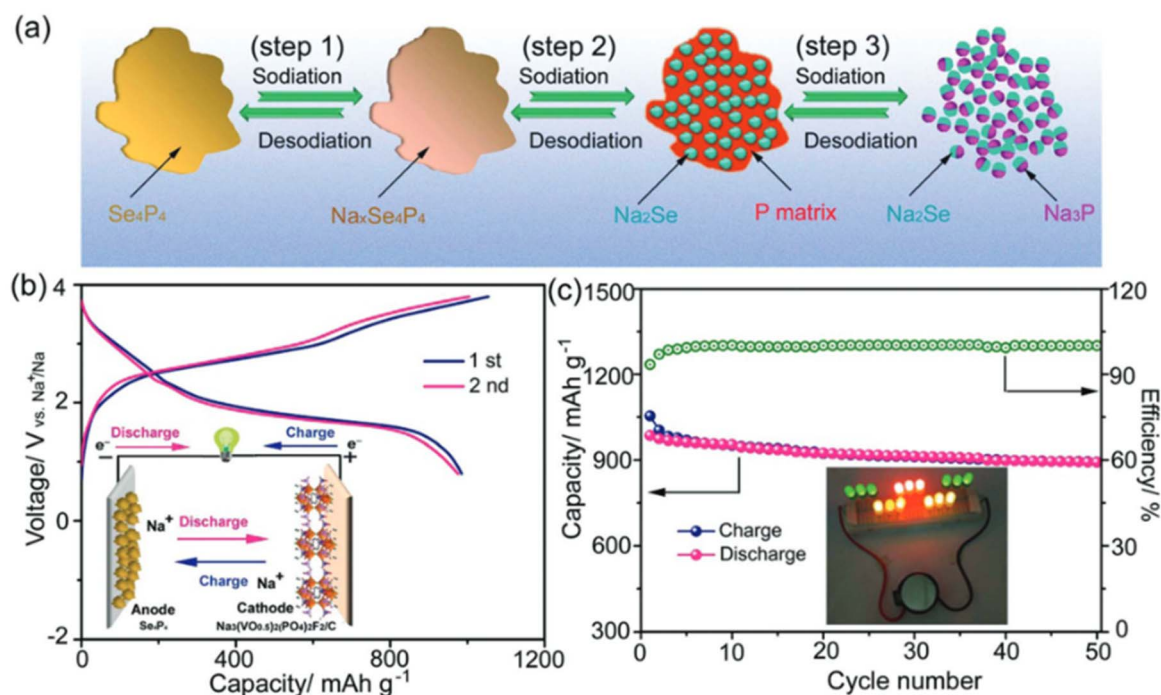 (a)
(step 1)
(step 2)
(step 3)
Sodiation
Sodiation
Sodiation
Desodiation
Desodiation
Desodiation
Se₄P₄
NaₓSe₄P₄
Na₂Se
P matrix
Na₂Se
Na₃P
(b)
4
2
0
-2
Voltage/ V vs. Na⁺/Na
1 st
2 nd
e⁻
Discharge
Charge
e⁻
−
+
Na⁺
Discharge
Charge
Na⁺
Anode
Cathode
Na₃(VO₀.₅)₂(PO₄)₂F₂/C
0
400
800
1200
Capacity/ mAh g⁻¹
(c)
1500
1200
900
600
300
Capacity/ mAh g⁻¹
120
90
60
30
0
Efficiency/ %
Charge
Discharge
0
10
20
30
40
50
Cycle number